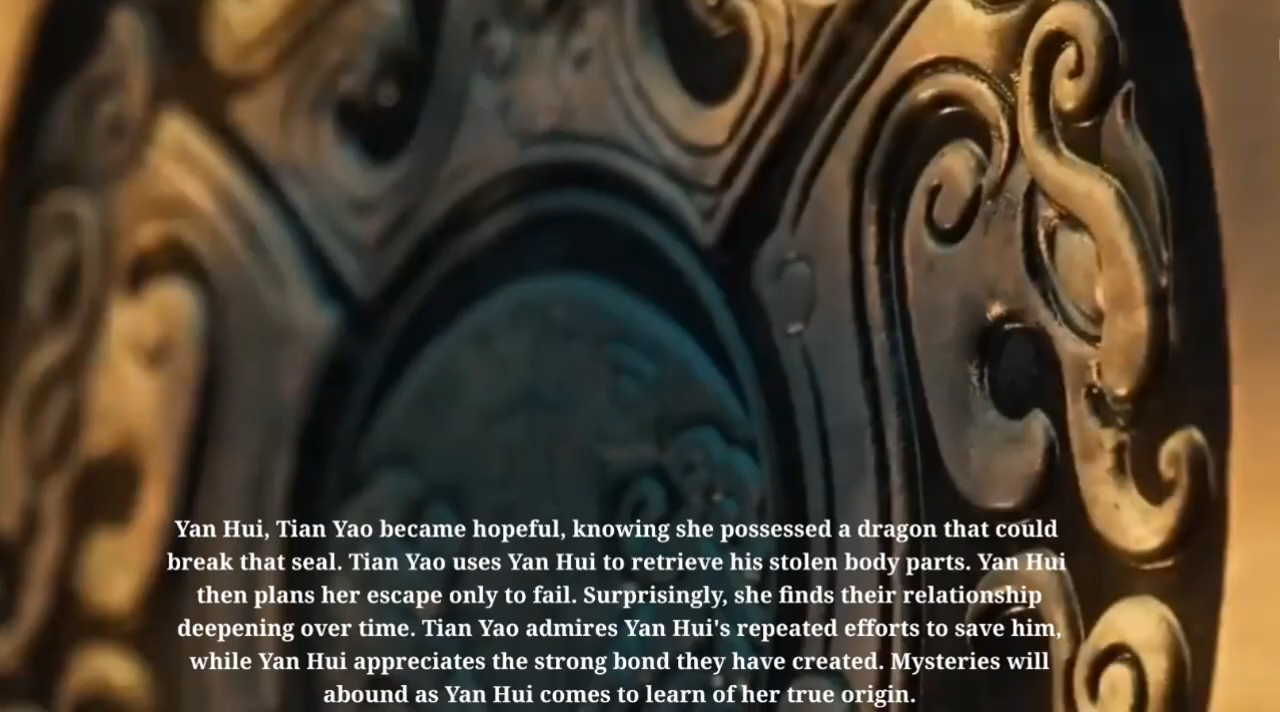 Yan Hui, Tian Yao became hopeful, knowing she possessed a dragon that could
break that seal. Tian Yao uses Yan Hui to retrieve his stolen body parts. Yan Hui
then plans her escape only to fail. Surprisingly, she finds their relationship
deepening over time. Tian Yao admires Yan Hui's repeated efforts to save him,
while Yan Hui appreciates the strong bond they have created. Mysteries will
abound as Yan Hui comes to learn of her true origin.